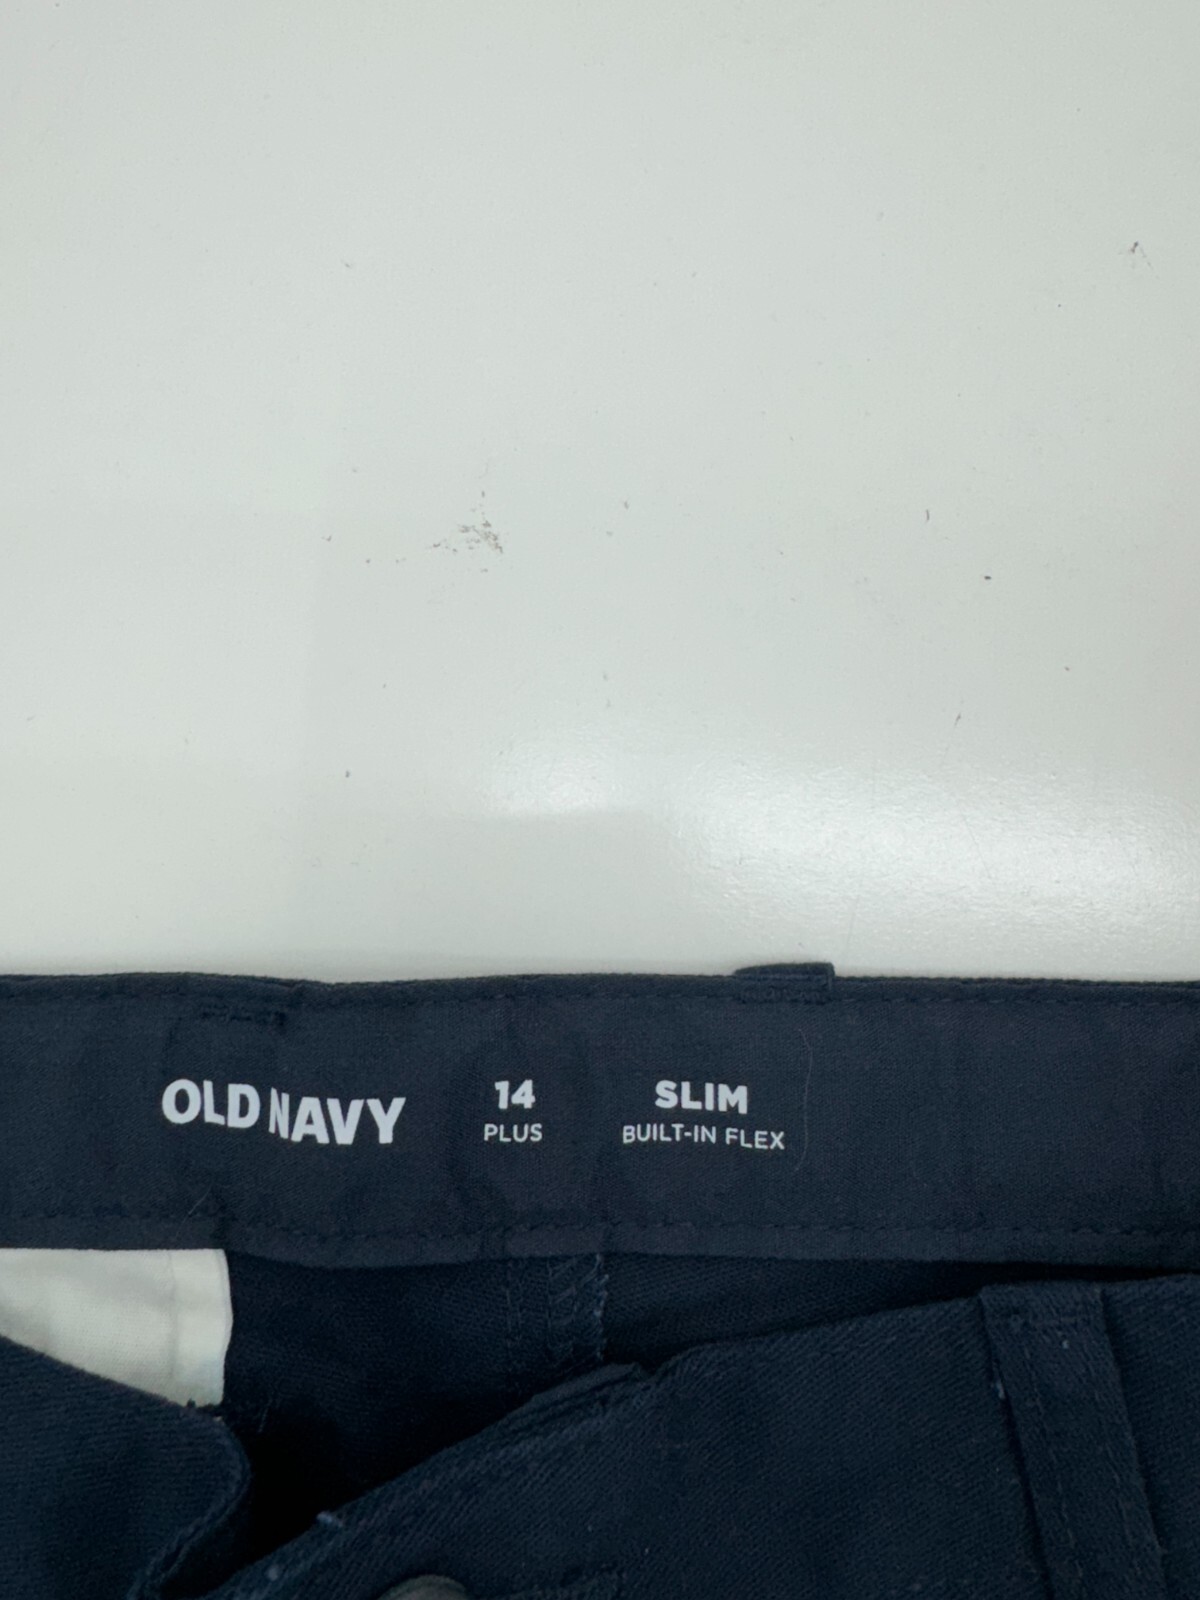 OLD NAVY
14
PLUS
SLIM
BUILT-IN FLEX